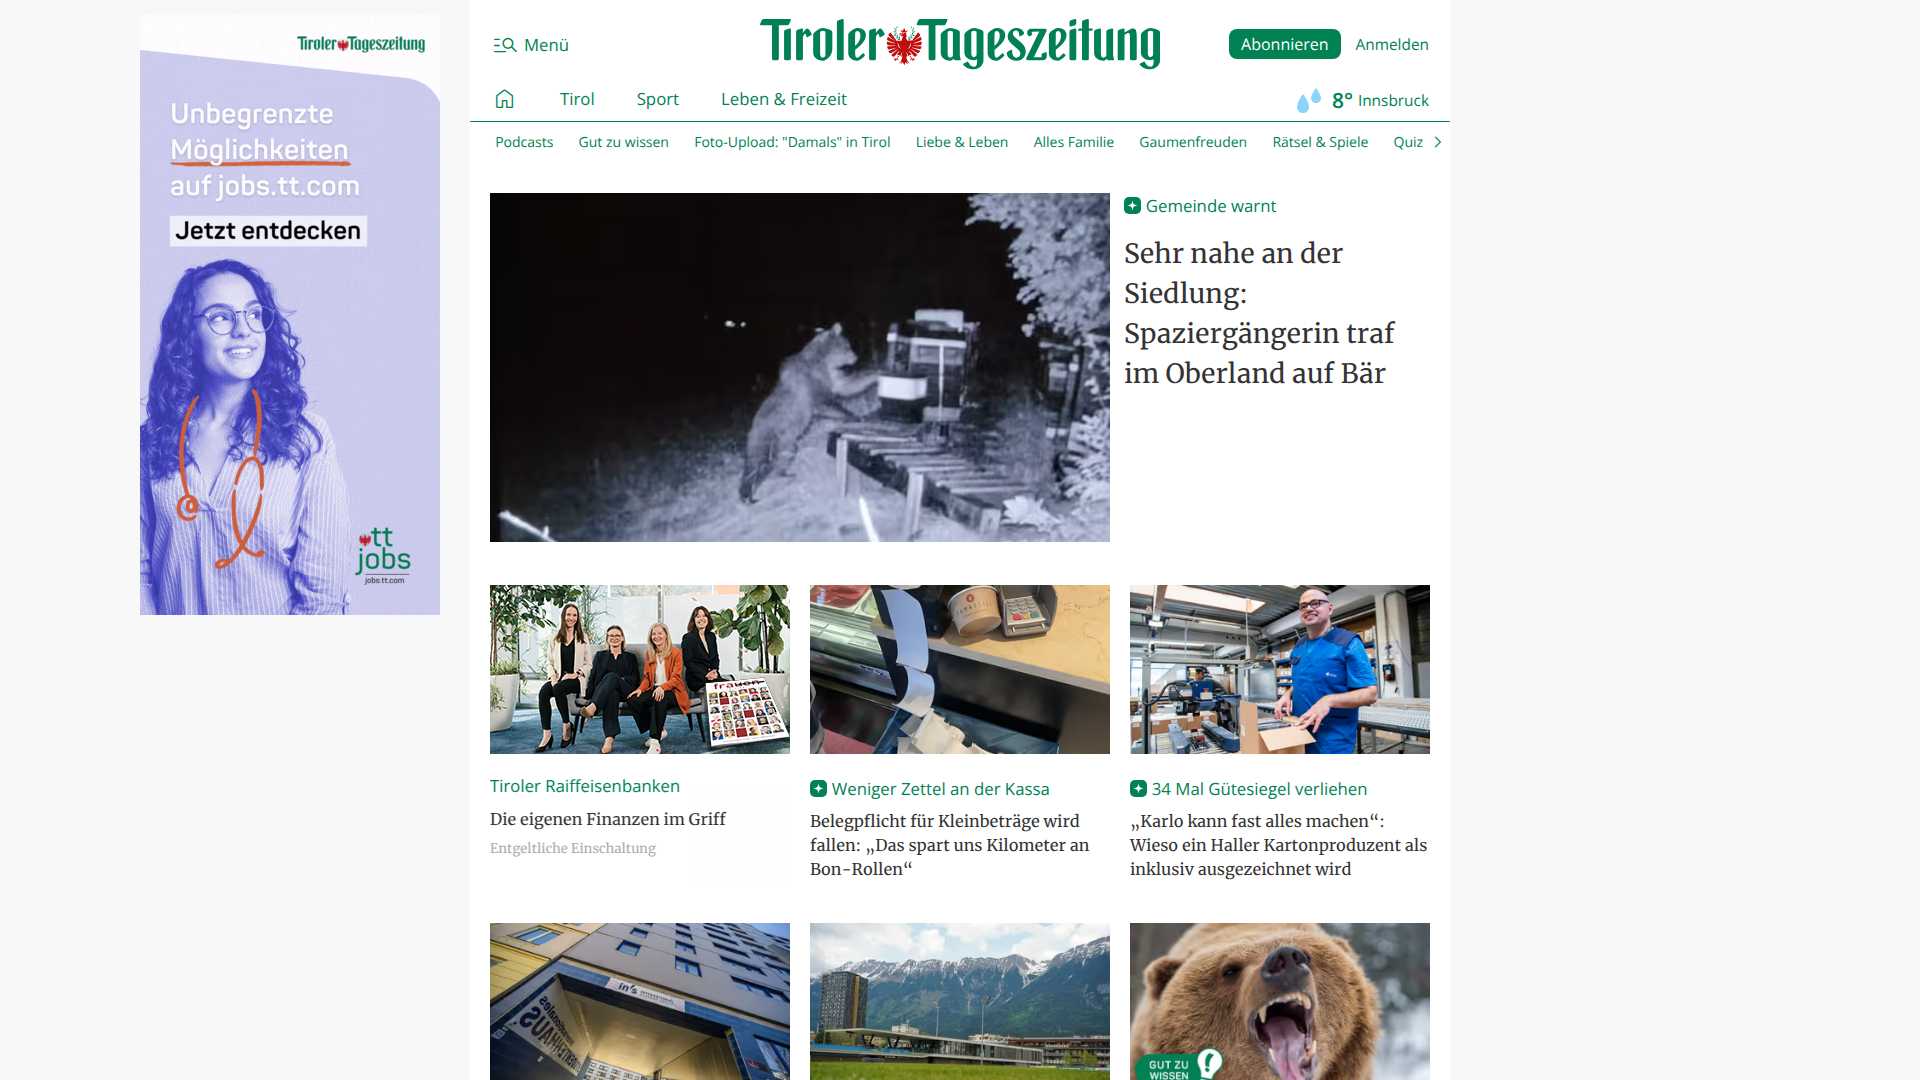 Tiroler Tageszeitung
Unbegrenzte
Möglichkeiten
auf jobs.tt.com
Jetzt entdecken
tt
jobs
jobs.tt.com
Menü
Tiroler Tageszeitung
Abonnieren
Anmelden
Tirol
Sport
Leben & Freizeit
8° Innsbruck
Podcasts
Gut zu wissen
Foto-Upload: "Damals" in Tirol
Liebe & Leben
Alles Familie
Gaumenfreuden
Rätsel & Spiele
Quiz
Gemeinde warnt
Sehr nahe an der
Siedlung:
Spaziergängerin traf
im Oberland auf Bär
frauen
Tiroler Raiffeisenbanken
Die eigenen Finanzen im Griff
Entgeltliche Einschaltung
Weniger Zettel an der Kassa
Belegpflicht für Kleinbeträge wird
fallen: „Das spart uns Kilometer an
Bon-Rollen“
34 Mal Gütesiegel verliehen
„Karlo kann fast alles machen“:
Wieso ein Haller Kartonproduzent als
inklusiv ausgezeichnet wird
in's
GUT ZU
WISSEN